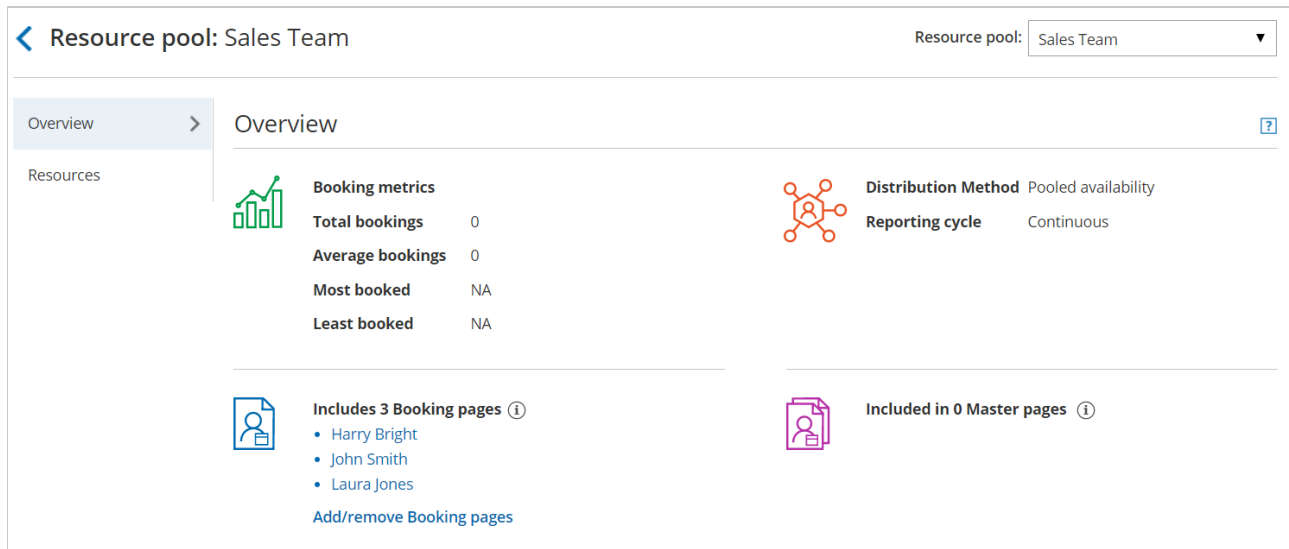 Resource pool: Sales Team
Resource pool: Sales Team
Overview
Resources
Overview
?
Booking metrics
Total bookings 0
Average bookings 0
Most booked NA
Least booked NA
Distribution Method Pooled availability
Reporting cycle Continuous
Includes 3 Booking pages i
• Harry Bright
• John Smith
• Laura Jones
Add/remove Booking pages
Included in 0 Master pages i